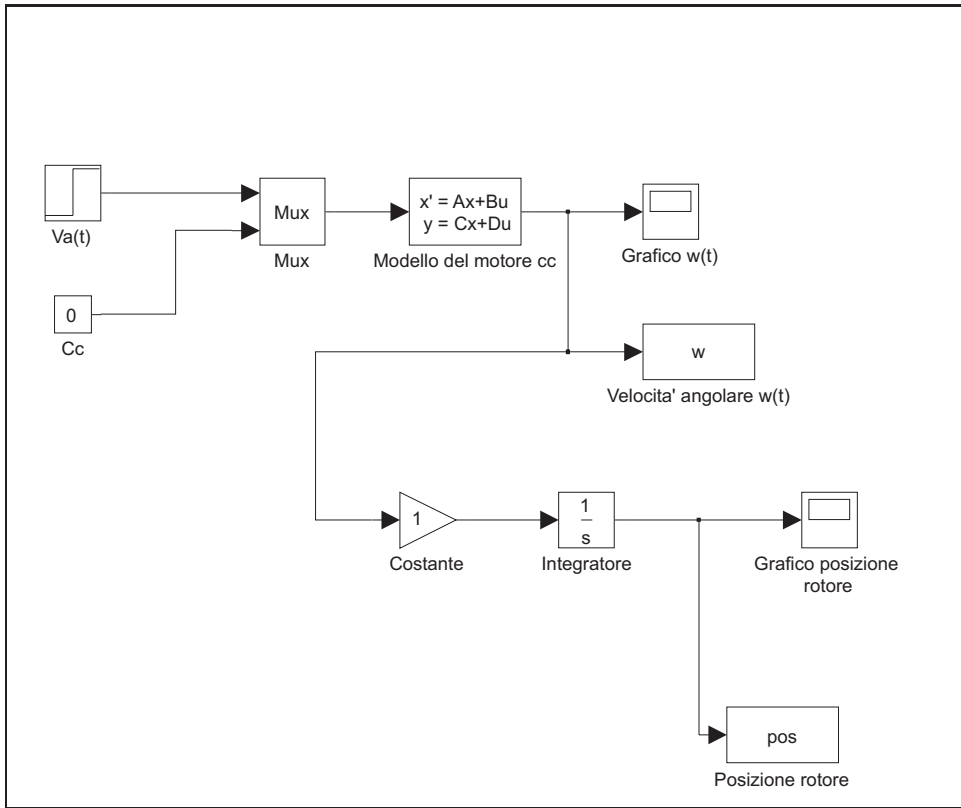 Va(t)
0
Cc
Mux
Mux
x' = Ax+Bu
y = Cx+Du
Modello del motore cc
Grafico w(t)
w
Velocita' angolare w(t)
1
Costante
1
s
Integratore
Grafico posizione
rotore
pos
Posizione rotore